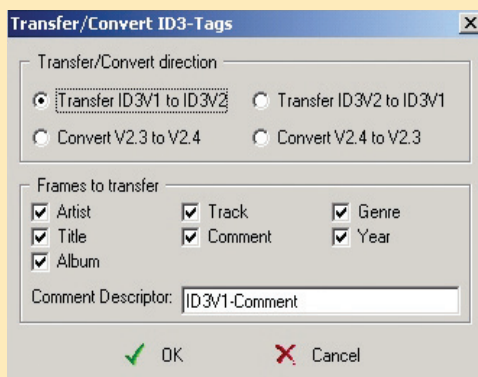 Transfer/Convert ID3-Tags
Transfer/Convert direction
Transfer ID3V1 to ID3V2 Transfer ID3V2 to ID3V1
Convert V2.3 to V2.4 Convert V2.4 to V2.3
Frames to transfer
Artist Track Genre
Title Comment Year
Album
Comment Descriptor: ID3V1-Comment
OK Cancel